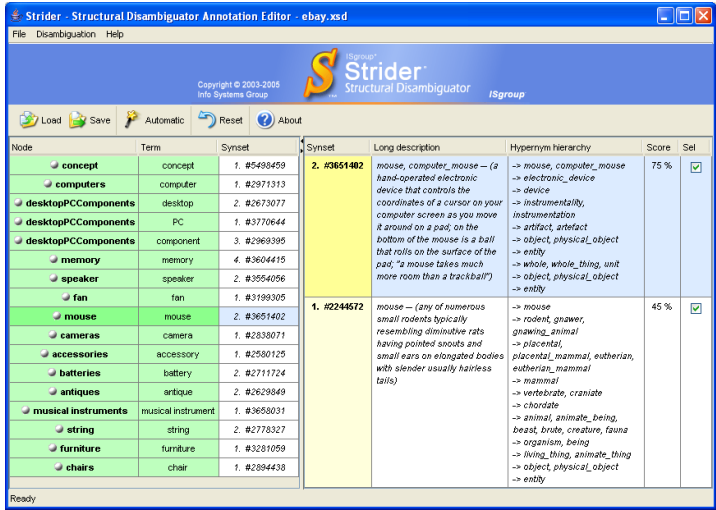 Strider - Structural Disambiguator Annotation Editor - ebay.xsd
File Disambiguation Help
ISgroup
Strider
Structural Disambiguator
Copyright © 2003-2005
Info Systems Group
ISgroup
Load Save Automatic Reset About
Node Term Synset
concept concept 1. #5498459
computers computer 1. #2971313
desktopPCComponents desktop 2. #2673077
desktopPCComponents PC 1. #3770644
desktopPCComponents component 3. #2969395
memory memory 4. #3604415
speaker speaker 2. #3554056
fan fan 1. #3199305
mouse mouse 2. #3651402
cameras camera 1. #2838071
accessories accessory 1. #2580125
batteries battery 2. #2711724
antiques antique 2. #2629849
musical instruments musical instrument 1. #3658031
string string 2. #2778327
furniture furniture 1. #3281059
chairs chair 1. #2894438
Synset Long description Hypernym hierarchy Score Sel
2. #3651402
mouse, computer_mouse -- (a
hand-operated electronic
device that controls the
coordinates of a cursor on your
computer screen as you move
it around on a pad; on the
bottom of the mouse is a ball
that rolls on the surface of the
pad; "a mouse takes much
more room than a trackball")
-> mouse, computer_mouse
-> electronic_device
-> device
-> instrumentality,
instrumentation
-> artifact, artefact
-> object, physical_object
-> entity
-> whole, whole_thing, unit
-> object, physical_object
-> entity
75 %
1. #2244572
mouse -- (any of numerous
small rodents typically
resembling diminutive rats
having pointed snouts and
small ears on elongated bodies
with slender usually hairless
tails)
-> mouse
-> rodent, gnawer,
gnawing_animal
-> placental,
placental_mammal, eutherian,
eutherian_mammal
-> mammal
-> vertebrate, craniate
-> chordate
-> animal, animate_being,
beast, brute, creature, fauna
-> organism, being
-> living_thing, animate_thing
-> object, physical_object
-> entity
45 %
Ready